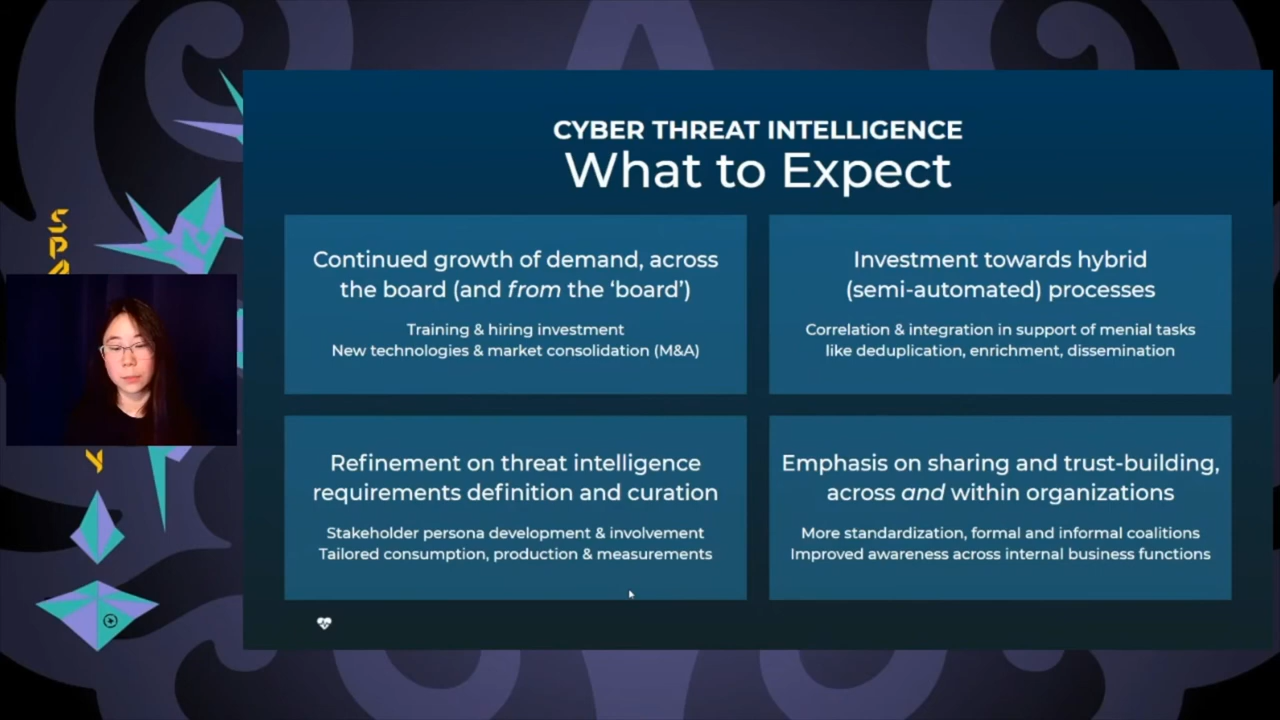 CYBER THREAT INTELLIGENCE
What to Expect
Continued growth of demand, across
the board (and from the ‘board’)
Training & hiring investment
New technologies & market consolidation (M&A)
Investment towards hybrid
(semi-automated) processes
Correlation & integration in support of menial tasks
like deduplication, enrichment, dissemination
Refinement on threat intelligence
requirements definition and curation
Stakeholder persona development & involvement
Tailored consumption, production & measurements
Emphasis on sharing and trust-building,
across and within organizations
More standardization, formal and informal coalitions
Improved awareness across internal business functions